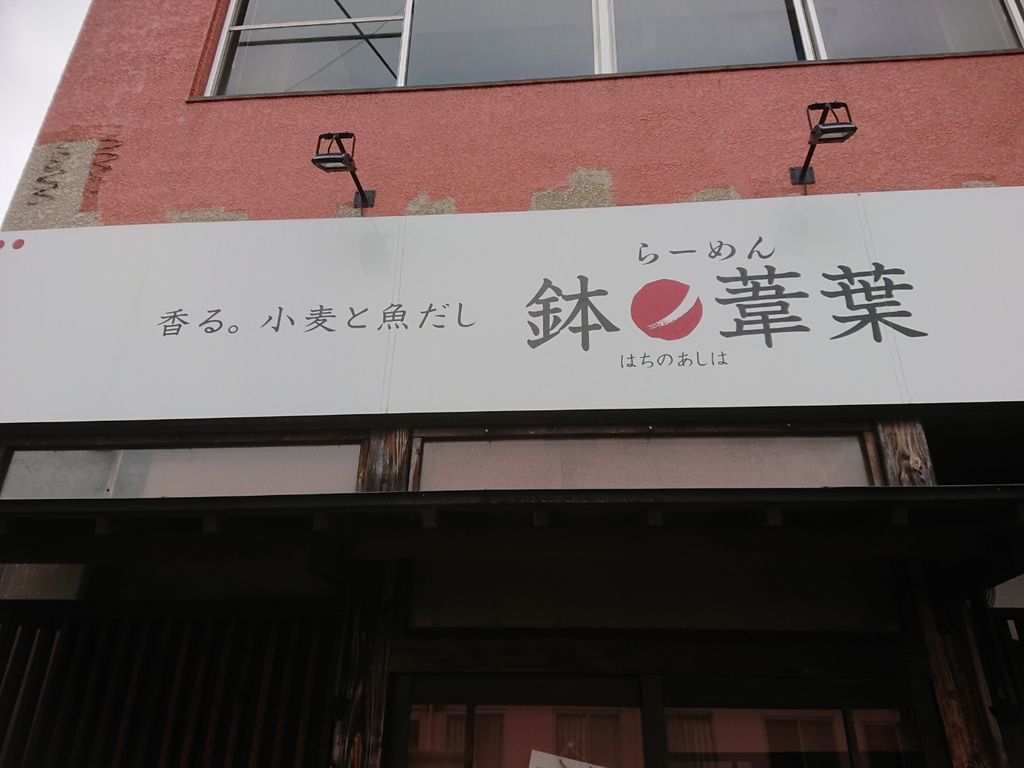 らーめん
香る。小麦と魚だし
鉢の葦葉
はちのあしは